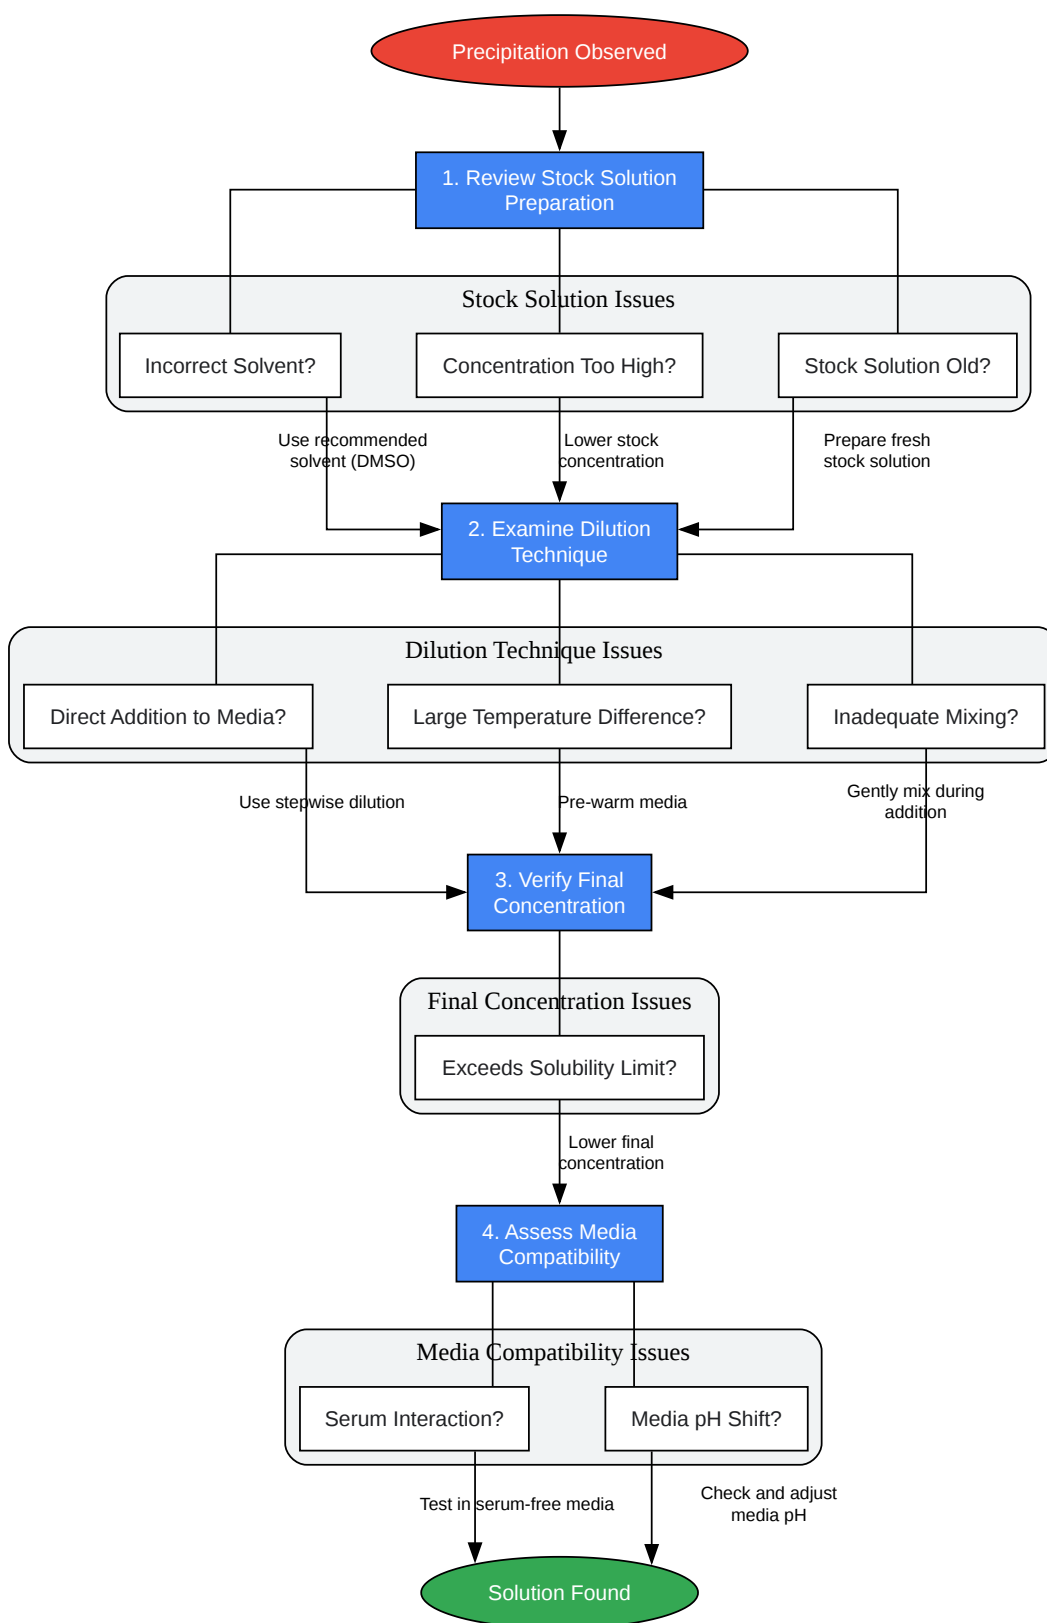 Precipitation Observed
1. Review Stock Solution
Preparation
Stock Solution Issues
Incorrect Solvent?
Concentration Too High?
Stock Solution Old?
Use recommended
solvent (DMSO)
Lower stock
concentration
Prepare fresh
stock solution
2. Examine Dilution
Technique
Dilution Technique Issues
Direct Addition to Media?
Large Temperature Difference?
Inadequate Mixing?
Use stepwise dilution
Pre-warm media
Gently mix during
addition
3. Verify Final
Concentration
Final Concentration Issues
Exceeds Solubility Limit?
Lower final
concentration
4. Assess Media
Compatibility
Media Compatibility Issues
Serum Interaction?
Media pH Shift?
Test in serum-free media
Check and adjust
media pH
Solution Found